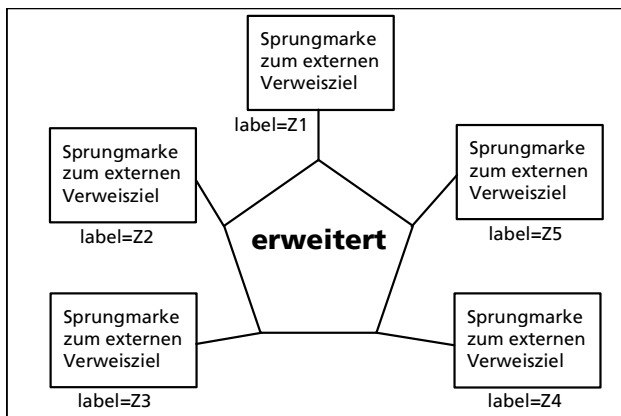 Sprungmarke
zum externen
Verweisziel
label=Z1
Sprungmarke
zum externen
Verweisziel
label=Z2
Sprungmarke
zum externen
Verweisziel
label=Z5
erweitert
Sprungmarke
zum externen
Verweisziel
label=Z3
Sprungmarke
zum externen
Verweisziel
label=Z4